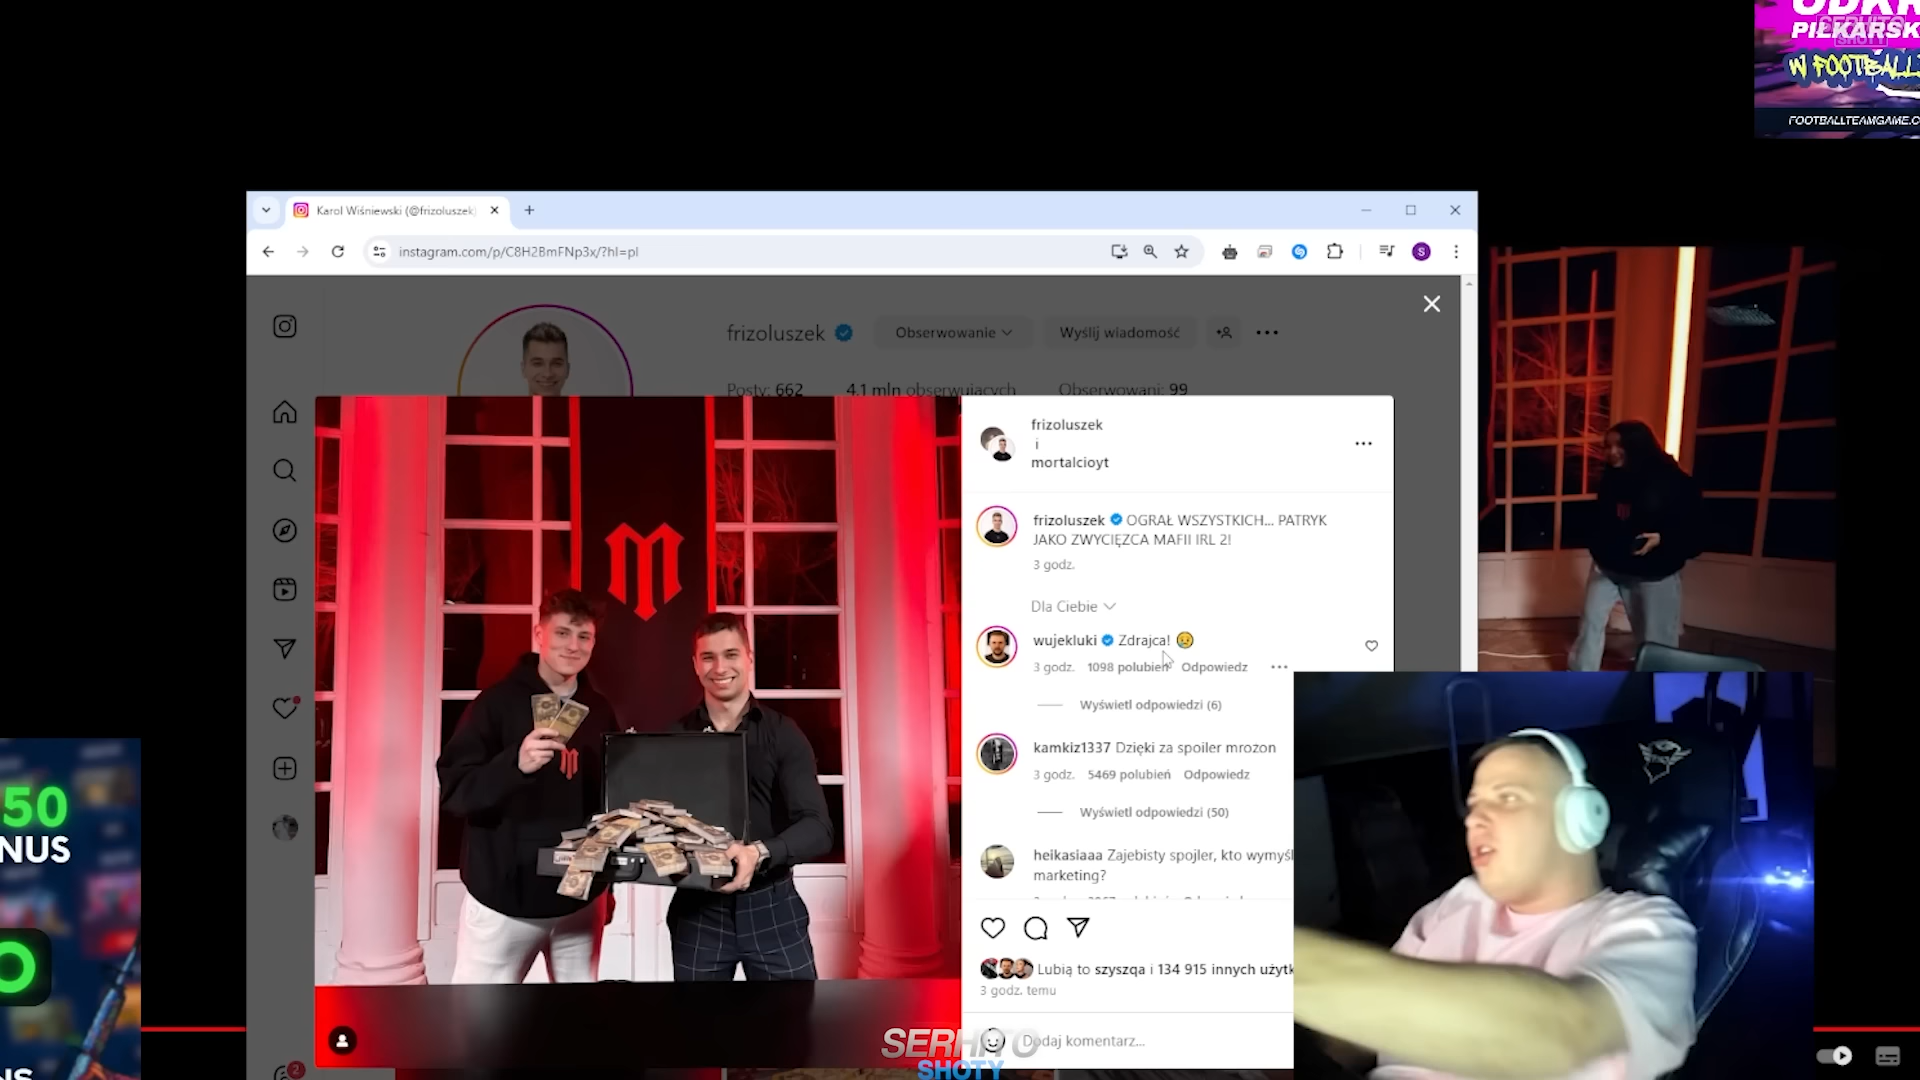 PIŁKARSK
W FOOTBALL
FOOTBALLTEAMGAME.C
Karol Wiśniewski (@frizoluszek)
instagram.com/p/C8H2BmFNp3x/?hl=pl
S
frizoluszek
Obserwowanie
Wyślij wiadomość
Posty: 662
4.1 mln obserwujących
Obserwowani: 99
frizoluszek
i
mortalcioyt
frizoluszek OGRAŁ WSZYSTKICH... PATRYK
JAKO ZWYCIĘZCA MAFII IRL 2!
3 godz.
Dla Ciebie
wujekluki Zdrajca! 😥
3 godz. 1098 polubień Odpowiedz
Wyświetl odpowiedzi (6)
kamkiz1337 Dzięki za spoiler mrozon
3 godz. 5469 polubień Odpowiedz
Wyświetl odpowiedzi (50)
heikasiaaa Zajebisty spojler, kto wymyśl
marketing?
Lubią to szyszqa i 134 915 innych użytk
3 godz. temu
Dodaj komentarz...
M
M
50
NUS
O
NS
2
SERHITO
SHOTY